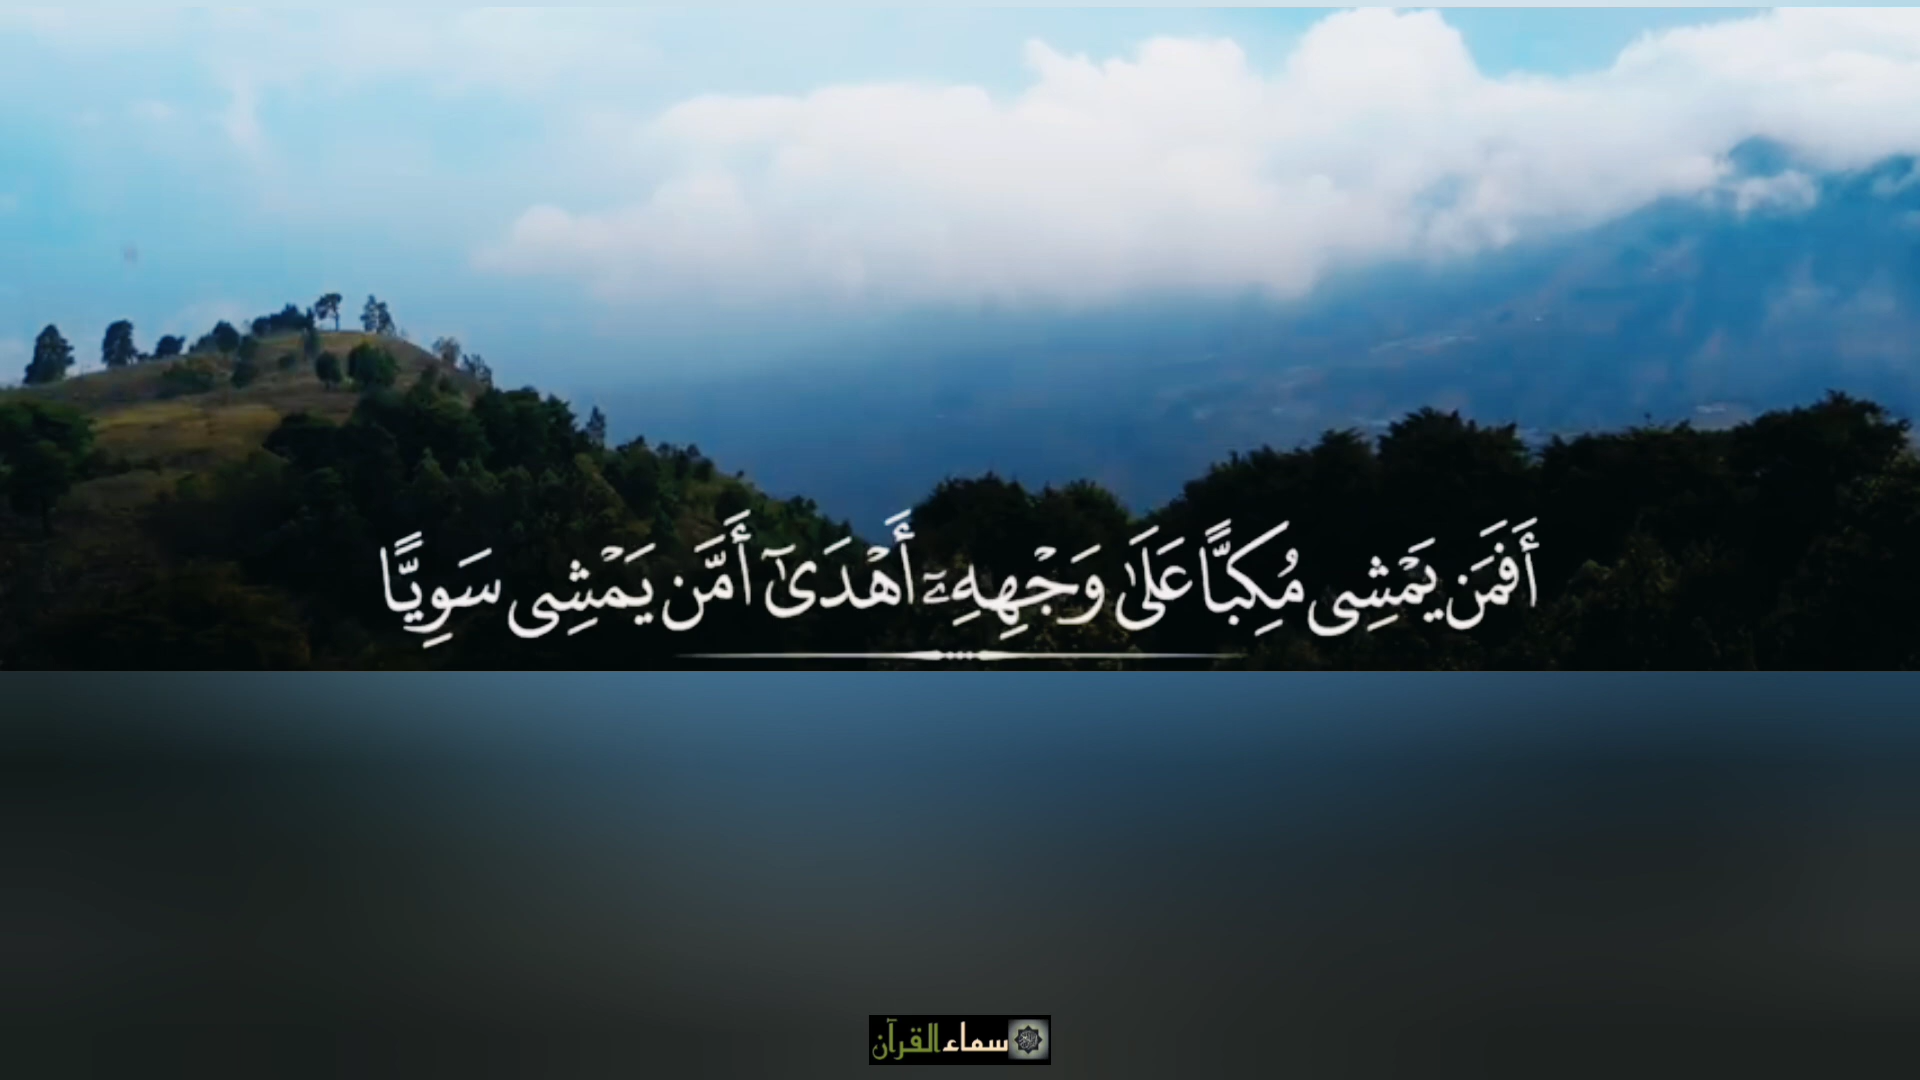 أَفَمَن يَمْشِى مُكِبًّا عَلَىٰ وَجْهِهِۦٓ أَهْدَىٰٓ أَمَّن يَمْشِى سَوِيًّا
سماء القرآن